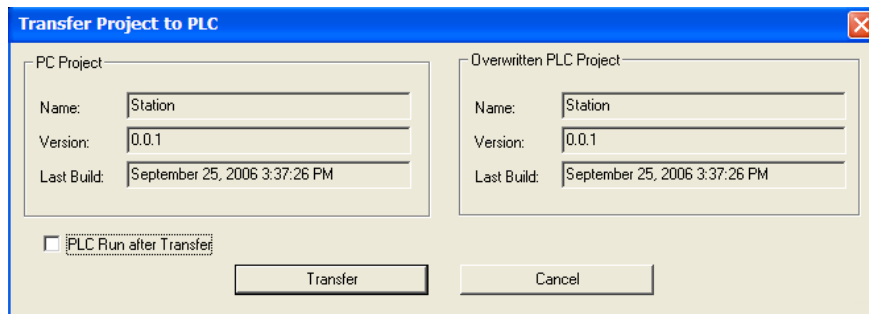 Transfer Project to PLC
PC Project
Name: Station
Version: 0.0.1
Last Build: September 25, 2006 3:37:26 PM
Overwritten PLC Project
Name: Station
Version: 0.0.1
Last Build: September 25, 2006 3:37:26 PM
PLC Run after Transfer
Transfer Cancel